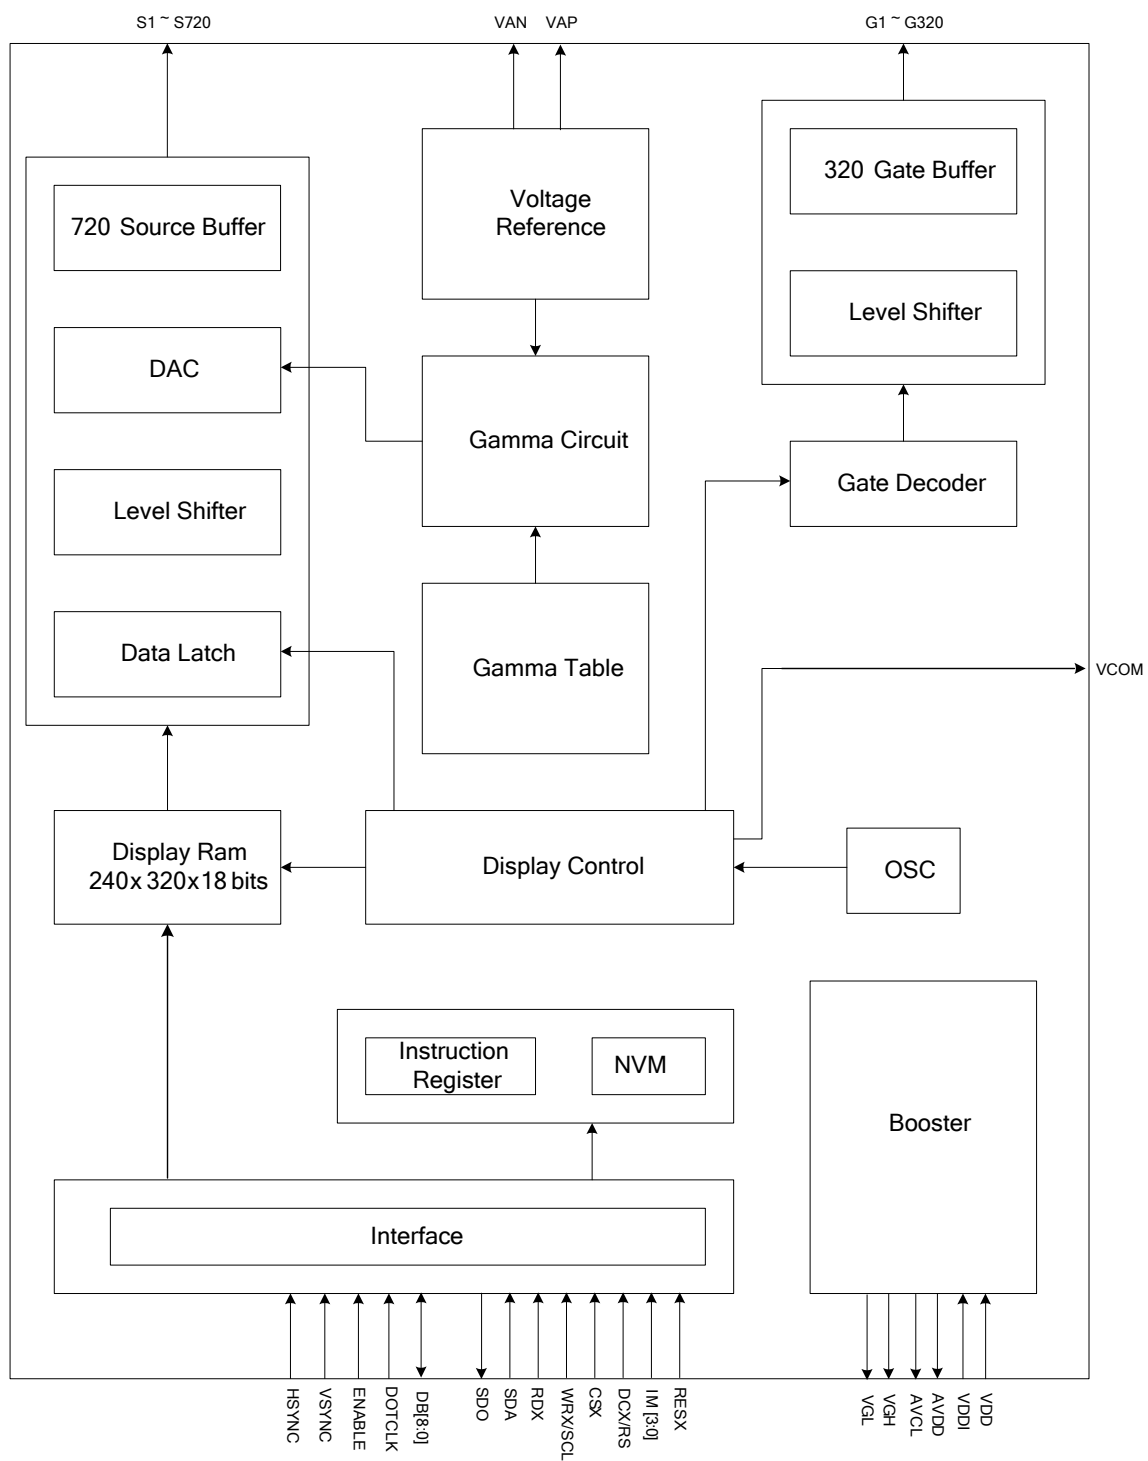 S1 ~ S720
VAN
VAP
G1 ~ G320
720 Source Buffer
Voltage
Reference
320 Gate Buffer
Level Shifter
DAC
Gamma Circuit
Gate Decoder
Level Shifter
Data Latch
Gamma Table
VCOM
Display Ram
240x 320x18 bits
Display Control
OSC
Instruction
Register
NVM
Booster
Interface
HSYNC
VSYNC
ENABLE
DOTCLK
DB[8:0]
SDO
SDA
RDX
WRX/SCL
CSX
DCX/RS
IM [3:0]
RESX
VGL
VGH
AVCL
AVDD
VDDI
VDD